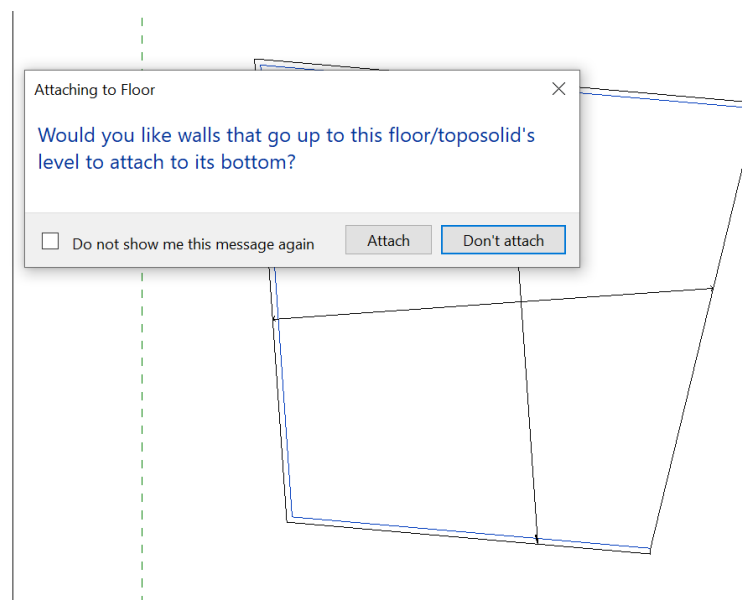 Attaching to Floor
Would you like walls that go up to this floor/toposolid's
level to attach to its bottom?
Do not show me this message again
Attach
Don't attach